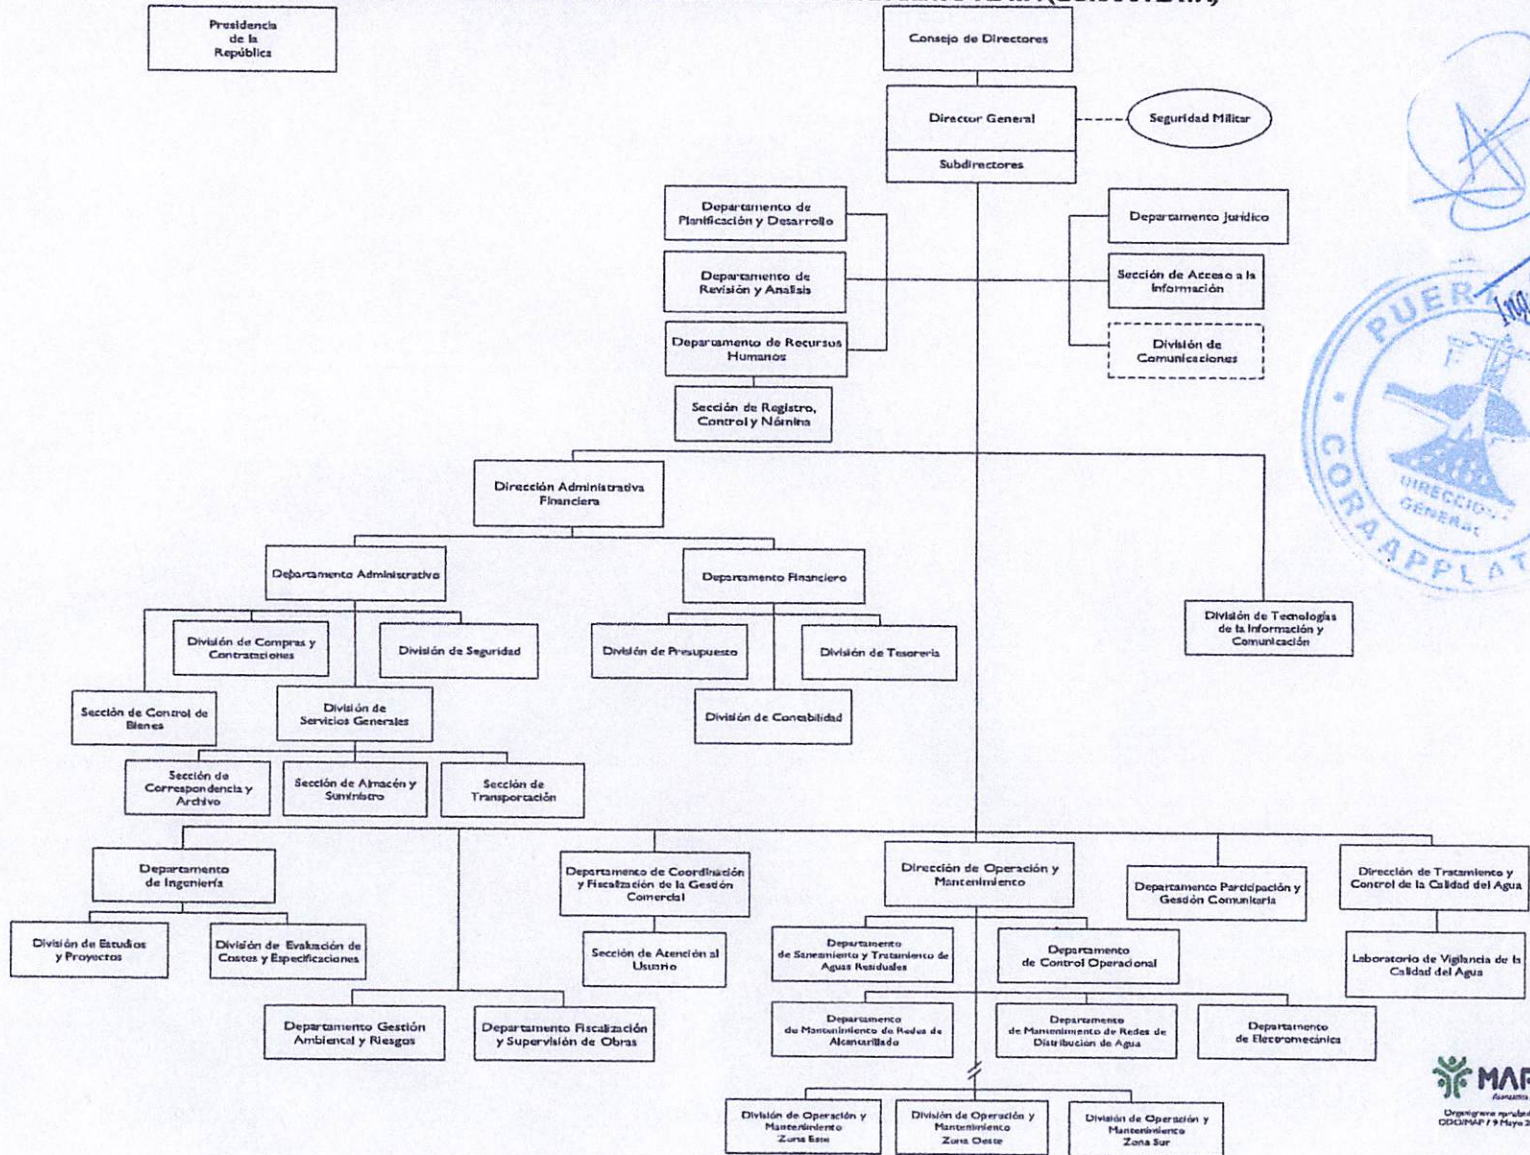 Presidencia
de la
República
Consejo de Directores
Director General
Seguridad Militar
Subdirectores
Departamento de
Planificación y Desarrollo
Departamento Jurídico
Departamento de
Revisión y Analisis
Sección de Acceso a la
Información
Departamento de Recursos
Humanos
División de
Comunicaciones
Sección de Registro,
Control y Nómina
Dirección Administrativa
Financiera
Departamento Administrativo
Departamento Financiero
División de Tecnologías
de la Información y
Comunicación
División de Compras y
Contrataciones
División de Seguridad
División de Presupuesto
División de Tesorería
Sección de Control de
Bienes
División de
Servicios Generales
División de Contabilidad
Sección de
Correspondencia y
Archivo
Sección de Almacén y
Suministro
Sección de
Transportación
Departamento
de Ingeniería
Departamento de Coordinación
y Fiscalización de la Gestión
Comercial
Dirección de Operación y
Mantenimiento
Departamento Participación y
Gestión Comunitaria
Dirección de Tratamiento y
Control de la Calidad del Agua
División de Estudios
y Proyectos
División de Evaluación de
Costos y Especificaciones
Sección de Atención al
Usuario
Departamento
de Saneamiento y Tratamiento de
Aguas Residuales
Departamento
de Control Operacional
Laboratorio de Vigilancia de la
Calidad del Agua
Departamento Gestión
Ambiental y Riesgos
Departamento Fiscalización
y Supervisión de Obras
Departamento
de Mantenimiento de Redes de
Alcantarillado
Departamento
de Mantenimiento de Redes de
Distribución de Agua
Departamento
de Electromecánica
División de Operación y
Mantenimiento
Zona Este
División de Operación y
Mantenimiento
Zona Oeste
División de Operación y
Mantenimiento
Zona Sur
PUER
DIRECCION
GENERAL
CORAAPPLAT
Ing
MAP